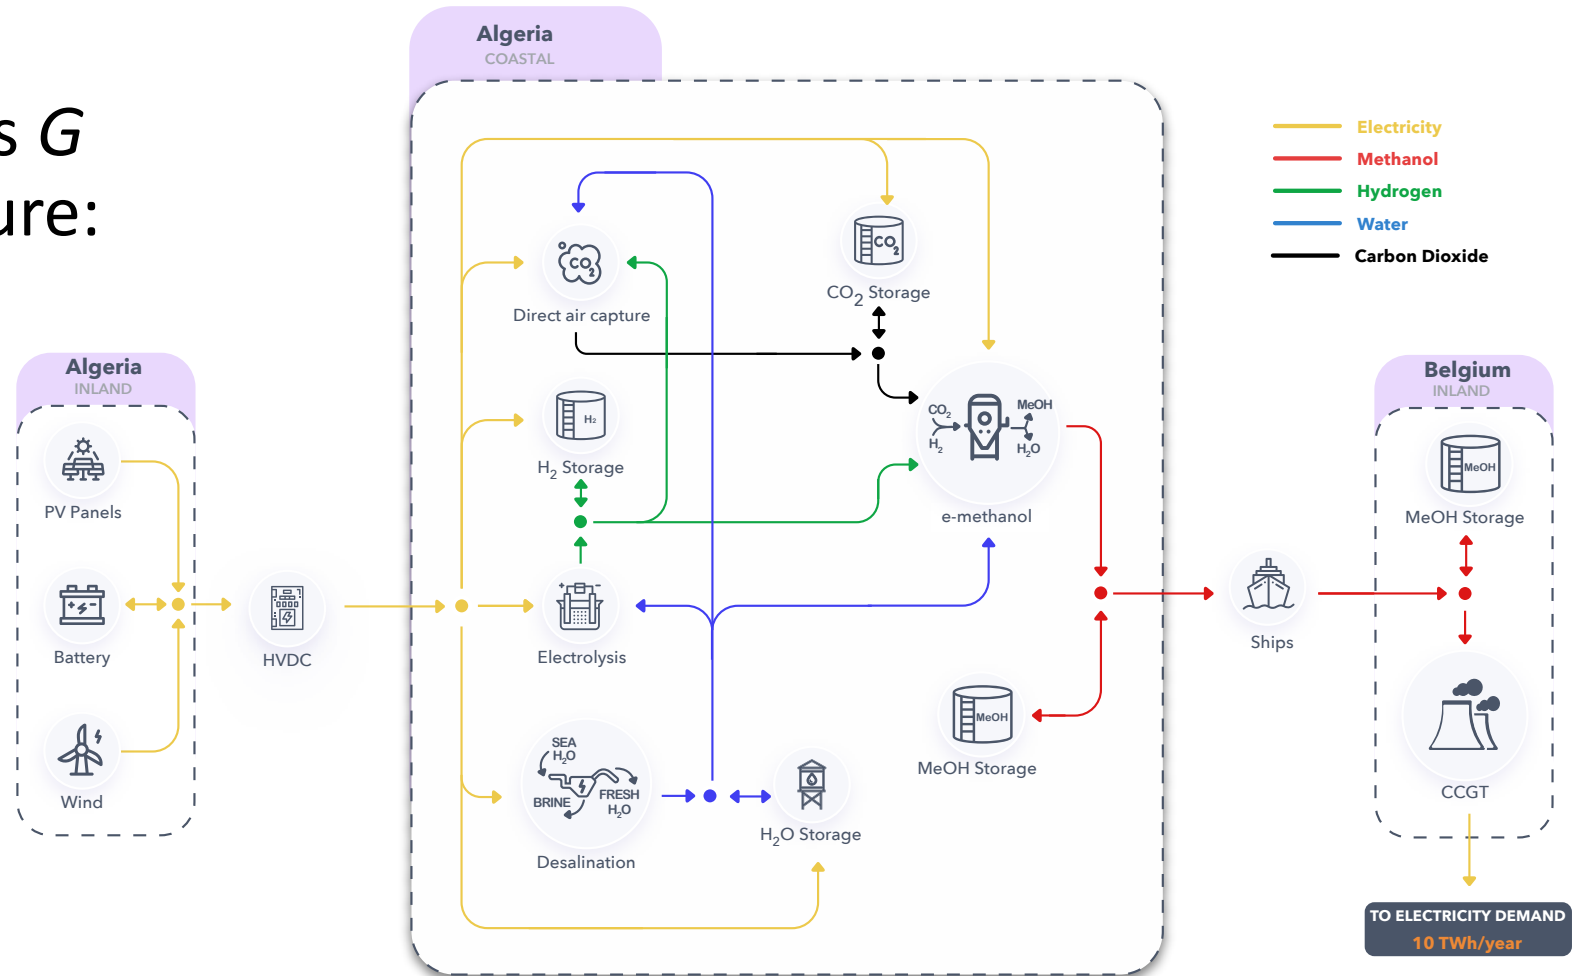 s G
ure:
Algeria
COASTAL
Electricity
Methanol
Hydrogen
Water
Carbon Dioxide
CO2
Direct air capture
CO2
CO2 Storage
Algeria
INLAND
PV Panels
Battery
Wind
HVDC
H2
H2 Storage
Electrolysis
SEA
H2O
BRINE
FRESH
H2O
Desalination
H2O Storage
CO2
H2
MeOH
H2O
e-methanol
MeOH
MeOH Storage
Ships
Belgium
INLAND
MeOH
MeOH Storage
CCGT
TO ELECTRICITY DEMAND
10 TWh/year